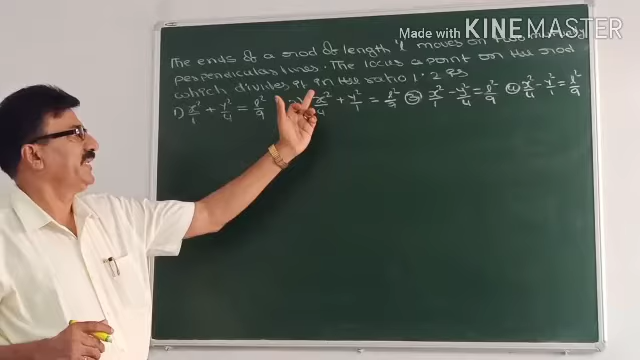 Made with KINEMASTER
The ends of a rod of length 'l' moves on two mutual
perpendicular lines. The locus a point on the rod
which divides it in the ratio 1:2 is
1) x²/1 + y²/4 = l²/9 x²/4 + y²/1 = l²/9 ③ x²/1 - y²/4 = l²/9 ④ x²/4 - y²/1 = l²/9